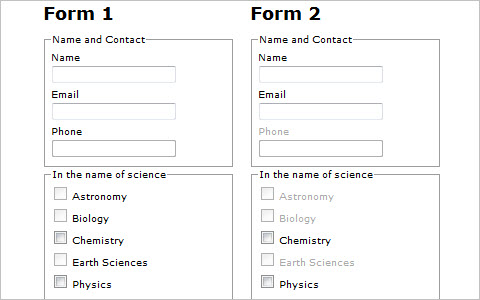 Form 1
Name and Contact
Name
Email
Phone
In the name of science
Astronomy
Biology
Chemistry
Earth Sciences
Physics
Form 2
Name and Contact
Name
Email
Phone
In the name of science
Astronomy
Biology
Chemistry
Earth Sciences
Physics